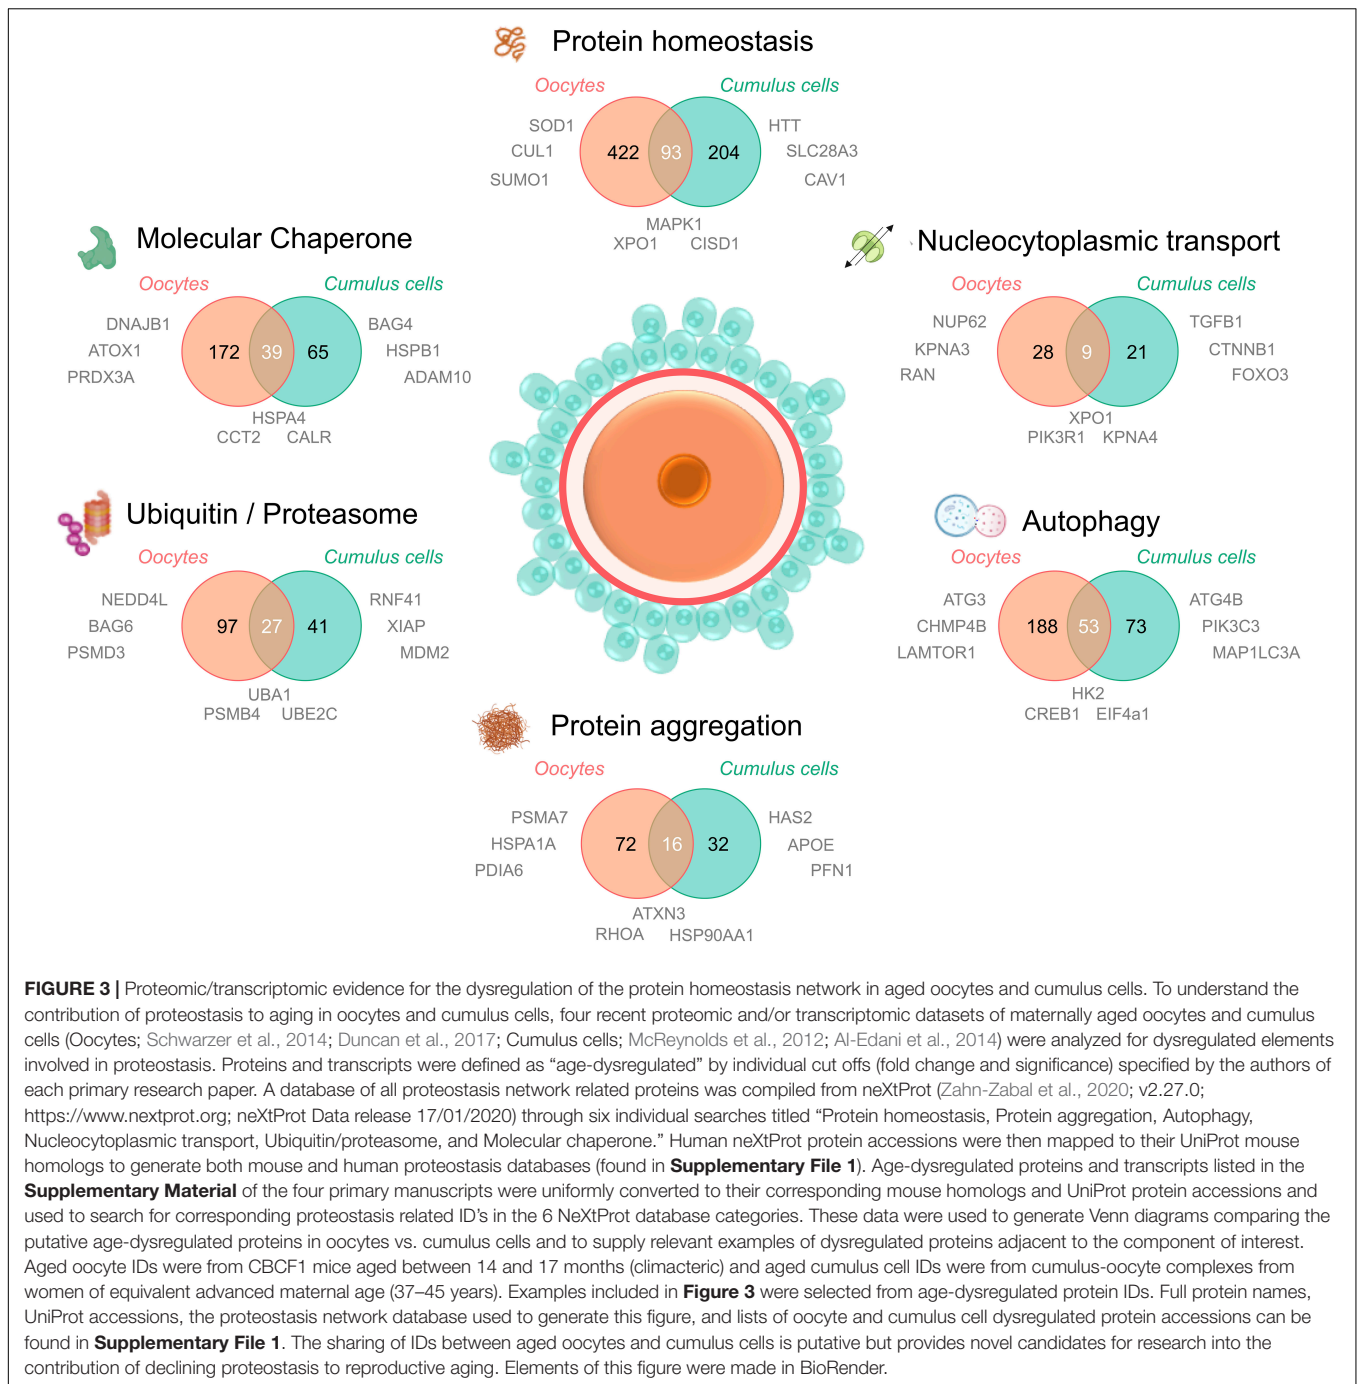 Protein homeostasis
Oocytes
Cumulus cells
SOD1
CUL1
SUMO1
422
93
204
HTT
SLC28A3
CAV1
MAPK1
XPO1 CISD1
Molecular Chaperone
Oocytes
Cumulus cells
DNAJB1
ATOX1
PRDX3A
172
39
65
BAG4
HSPB1
ADAM10
HSPA4
CCT2 CALR
Nucleocytoplasmic transport
Oocytes
Cumulus cells
NUP62
KPNA3
RAN
28
9
21
TGFB1
CTNNB1
FOXO3
XPO1
PIK3R1 KPNA4
Ubiquitin / Proteasome
Oocytes
Cumulus cells
NEDD4L
BAG6
PSMD3
97
27
41
RNF41
XIAP
MDM2
UBA1
PSMB4 UBE2C
Autophagy
Oocytes
Cumulus cells
ATG3
CHMP4B
LAMTOR1
188
53
73
ATG4B
PIK3C3
MAP1LC3A
HK2
CREB1 EIF4a1
Protein aggregation
Oocytes
Cumulus cells
PSMA7
HSPA1A
PDIA6
72
16
32
HAS2
APOE
PFN1
ATXN3
RHOA HSP90AA1
FIGURE 3 | Proteomic/transcriptomic evidence for the dysregulation of the protein homeostasis network in aged oocytes and cumulus cells. To understand the
contribution of proteostasis to aging in oocytes and cumulus cells, four recent proteomic and/or transcriptomic datasets of maternally aged oocytes and cumulus
cells (Oocytes; Schwarzer et al., 2014; Duncan et al., 2017; Cumulus cells; McReynolds et al., 2012; Al-Edani et al., 2014) were analyzed for dysregulated elements
involved in proteostasis. Proteins and transcripts were defined as “age-dysregulated” by individual cut offs (fold change and significance) specified by the authors of
each primary research paper. A database of all proteostasis network related proteins was compiled from neXtProt (Zahn-Zabal et al., 2020; v2.27.0;
https://www.nextprot.org; neXtProt Data release 17/01/2020) through six individual searches titled “Protein homeostasis, Protein aggregation, Autophagy,
Nucleocytoplasmic transport, Ubiquitin/proteasome, and Molecular chaperone.” Human neXtProt protein accessions were then mapped to their UniProt mouse
homologs to generate both mouse and human proteostasis databases (found in Supplementary File 1). Age-dysregulated proteins and transcripts listed in the
Supplementary Material of the four primary manuscripts were uniformly converted to their corresponding mouse homologs and UniProt protein accessions and
used to search for corresponding proteostasis related ID’s in the 6 NeXtProt database categories. These data were used to generate Venn diagrams comparing the
putative age-dysregulated proteins in oocytes vs. cumulus cells and to supply relevant examples of dysregulated proteins adjacent to the component of interest.
Aged oocyte IDs were from CBCF1 mice aged between 14 and 17 months (climacteric) and aged cumulus cell IDs were from cumulus-oocyte complexes from
women of equivalent advanced maternal age (37–45 years). Examples included in Figure 3 were selected from age-dysregulated protein IDs. Full protein names,
UniProt accessions, the proteostasis network database used to generate this figure, and lists of oocyte and cumulus cell dysregulated protein accessions can be
found in Supplementary File 1. The sharing of IDs between aged oocytes and cumulus cells is putative but provides novel candidates for research into the
contribution of declining proteostasis to reproductive aging. Elements of this figure were made in BioRender.